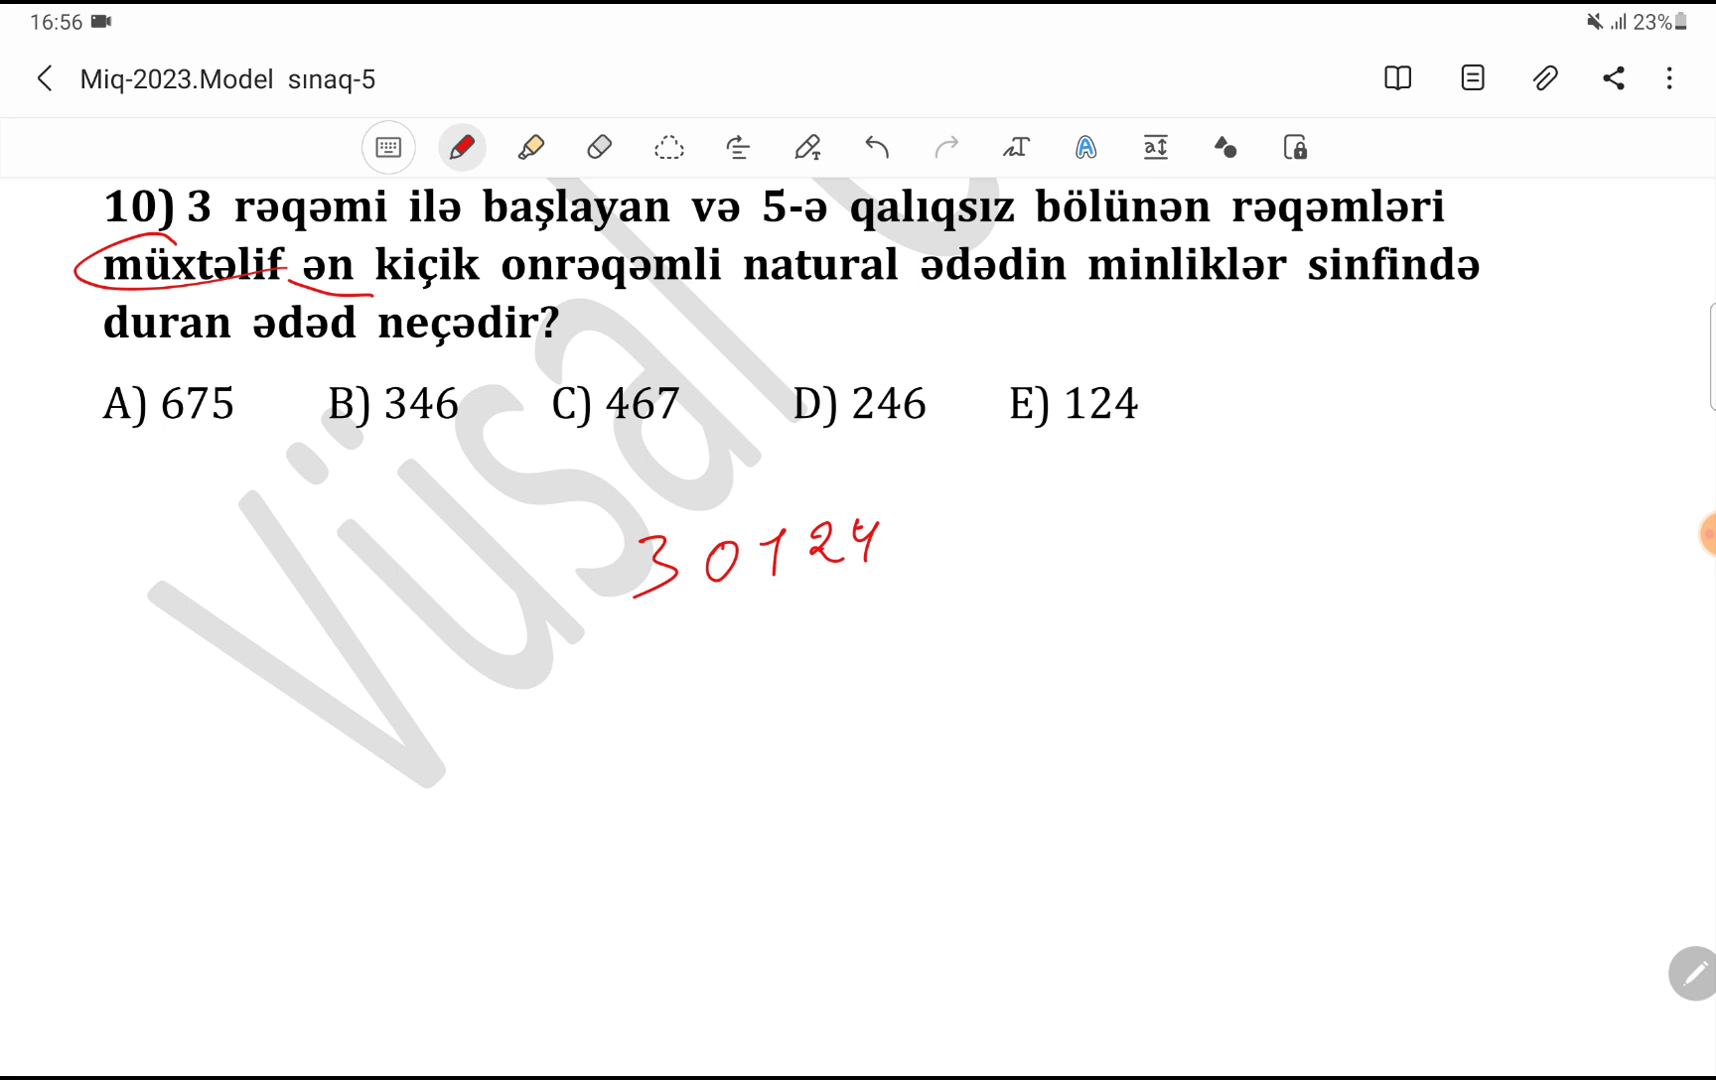 16:56
23%
Miq-2023.Model sınaq-5
10) 3 rəqəmi ilə başlayan və 5-ə qalıqsız bölünən rəqəmləri
müxtəlif ən kiçik onrəqəmli natural ədədin minliklər sinfində
duran ədəd neçədir?
A) 675 B) 346 C) 467 D) 246 E) 124
30124
Vüsal